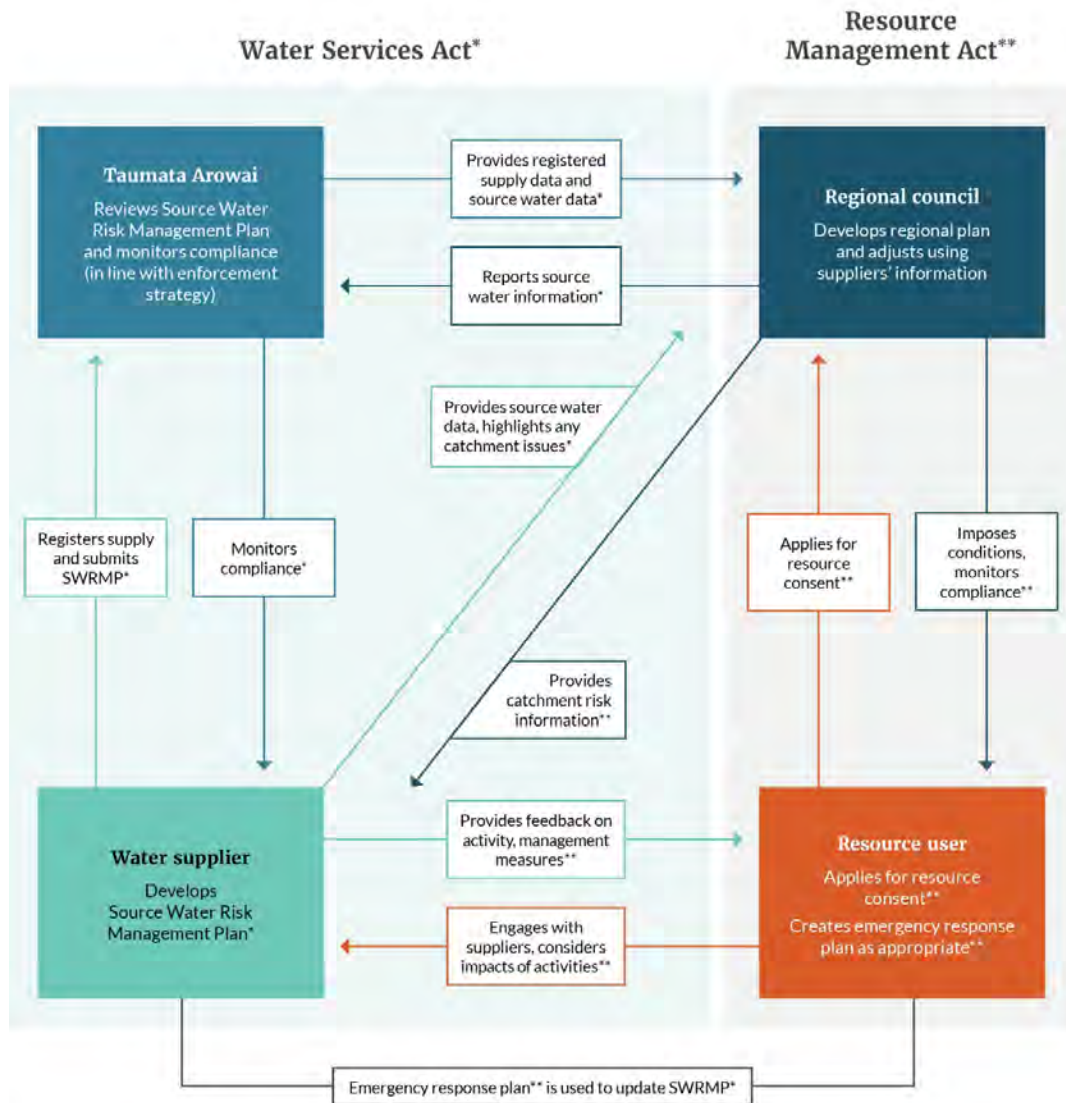 Water Services Act*
Resource
Management Act**
Taumata Arowai
Reviews Source Water
Risk Management Plan
and monitors compliance
(in line with enforcement
strategy)
Provides registered
supply data and
source water data*
Regional council
Develops regional plan
and adjusts using
suppliers' information
Reports source
water information*
Provides source water
data, highlights any
catchment issues*
Registers supply
and submits
SWRMP*
Monitors
compliance*
Applies for
resource
consent**
Imposes
conditions,
monitors
compliance**
Provides
catchment risk
information**
Water supplier
Develops
Source Water Risk
Management Plan*
Provides feedback on
activity, management
measures**
Resource user
Applies for resource
consent**
Creates emergency response
plan as appropriate**
Engages with
suppliers, considers
impacts of activities**
Emergency response plan** is used to update SWRMP*